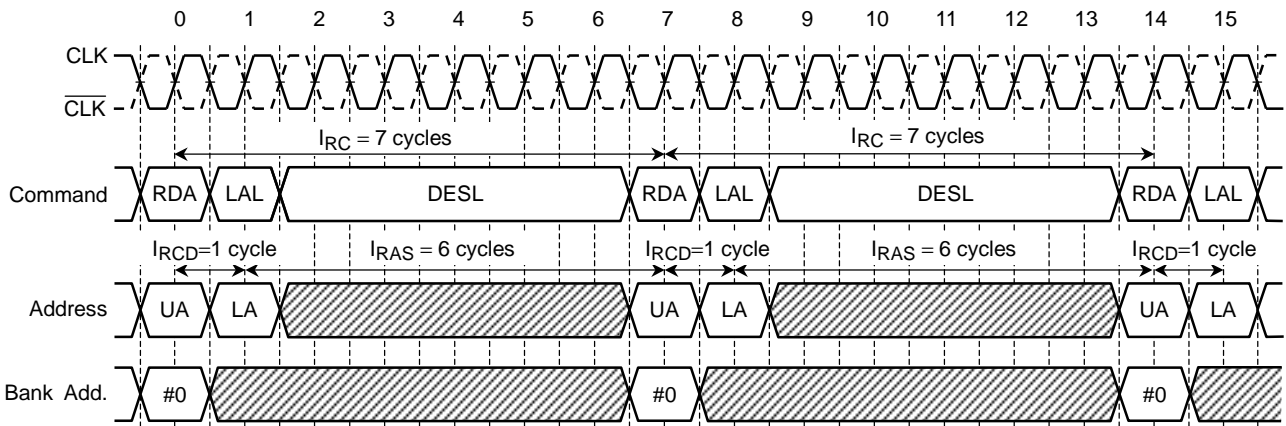 0 1 2 3 4 5 6 7 8 9 10 11 12 13 14 15
CLK
CLK
IRC = 7 cycles IRC = 7 cycles
Command RDA LAL DESL RDA LAL DESL RDA LAL
IRCD=1 cycle IRAS = 6 cycles IRCD=1 cycle IRAS = 6 cycles IRCD=1 cycle
Address UA LA UA LA UA LA
Bank Add. #0 #0 #0